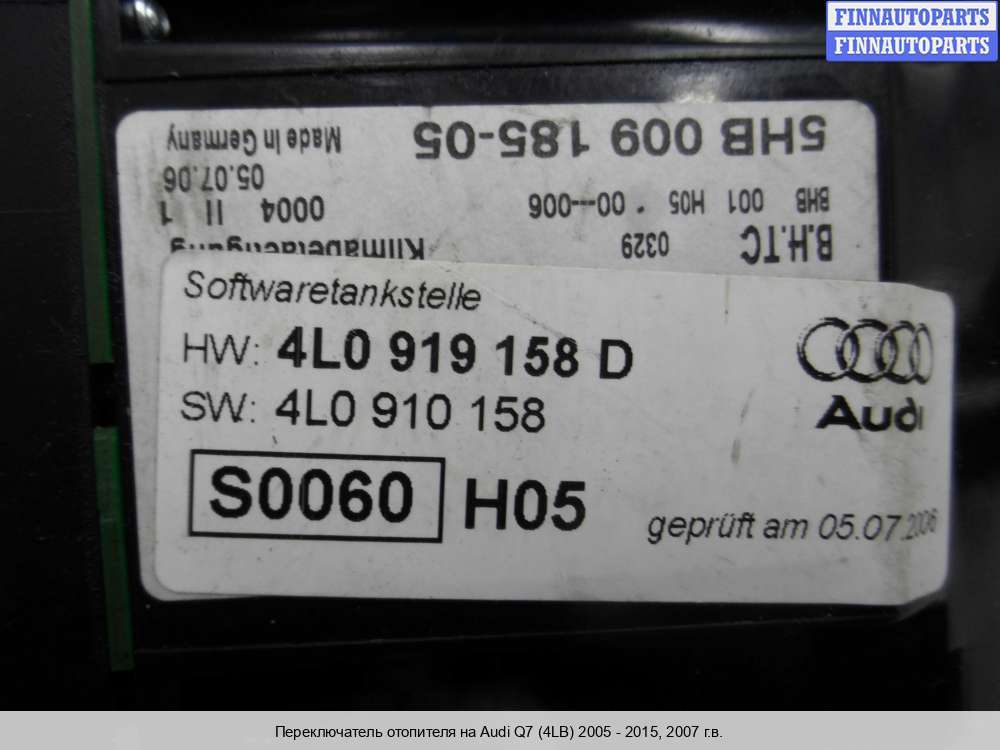 FINNAUTOPARTS
FINNAUTOPARTS
5HB 009 185-05
Made In Germany
05.07.06
BHB 001 H05 * 00---006
0004 II 1
B.H.TC 0329
Klimabetätigung
Softwaretankstelle
HW: 4L0 919 158 D
SW: 4L0 910 158
Audi
S0060 H05
geprüft am 05.07.2006
Переключатель отопителя на Audi Q7 (4LB) 2005 - 2015, 2007 г.в.